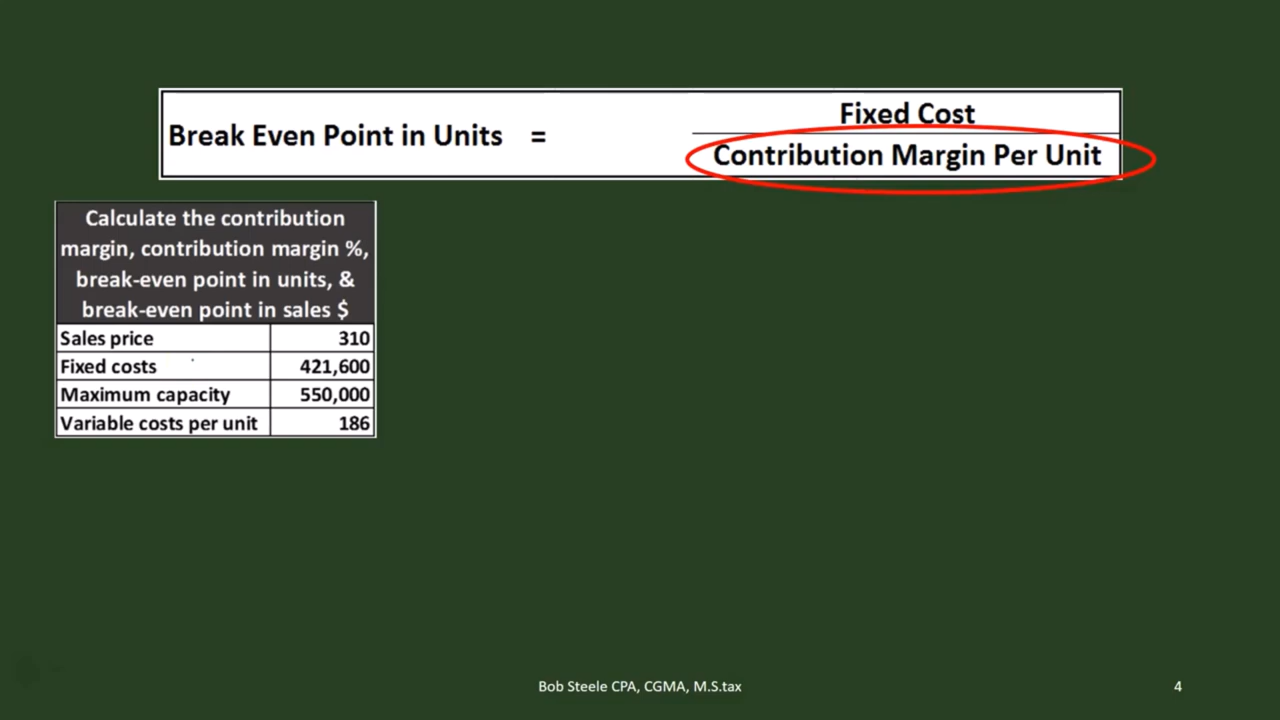 Break Even Point in Units =
Fixed Cost
Contribution Margin Per Unit
Calculate the contribution
margin, contribution margin %,
break-even point in units, &
break-even point in sales $
Sales price 310
Fixed costs 421,600
Maximum capacity 550,000
Variable costs per unit 186
Bob Steele CPA, CGMA, M.S.tax 4